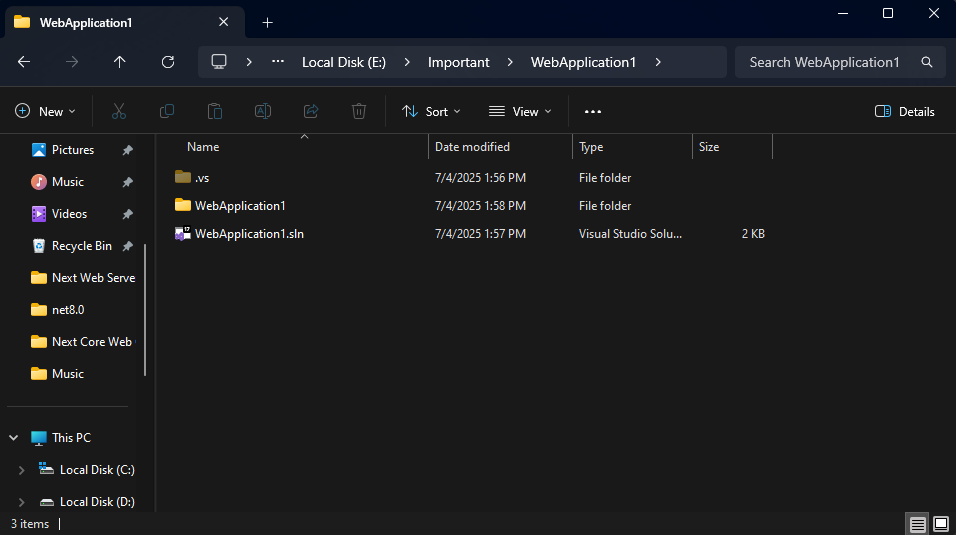 WebApplication1
Local Disk (E:) Important WebApplication1
Search WebApplication1
New Sort View Details
Name Date modified Type Size
.vs 7/4/2025 1:56 PM File folder
WebApplication1 7/4/2025 1:58 PM File folder
WebApplication1.sln 7/4/2025 1:57 PM Visual Studio Solu... 2 KB
Pictures
Music
Videos
Recycle Bin
Next Web Serve
net8.0
Next Core Web
Music
This PC
Local Disk (C:)
Local Disk (D:)
3 items